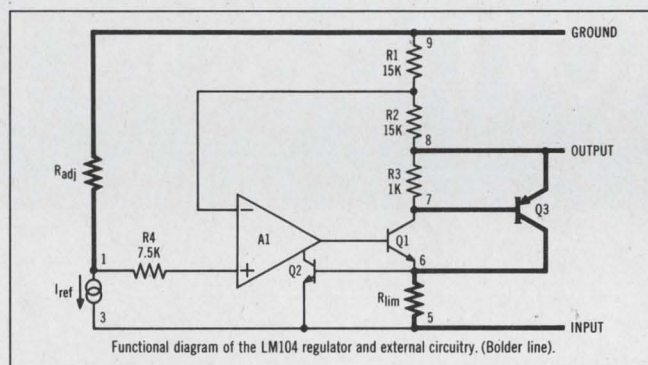 9
GROUND
R1
15K
R2
15K
8
OUTPUT
Radj
R3
1K
7
Q3
−
A1
Q1
R4
7.5K
1
+
Q2
6
Iref
Rlim
3
5
INPUT
Functional diagram of the LM104 regulator and external circuitry. (Bolder line).